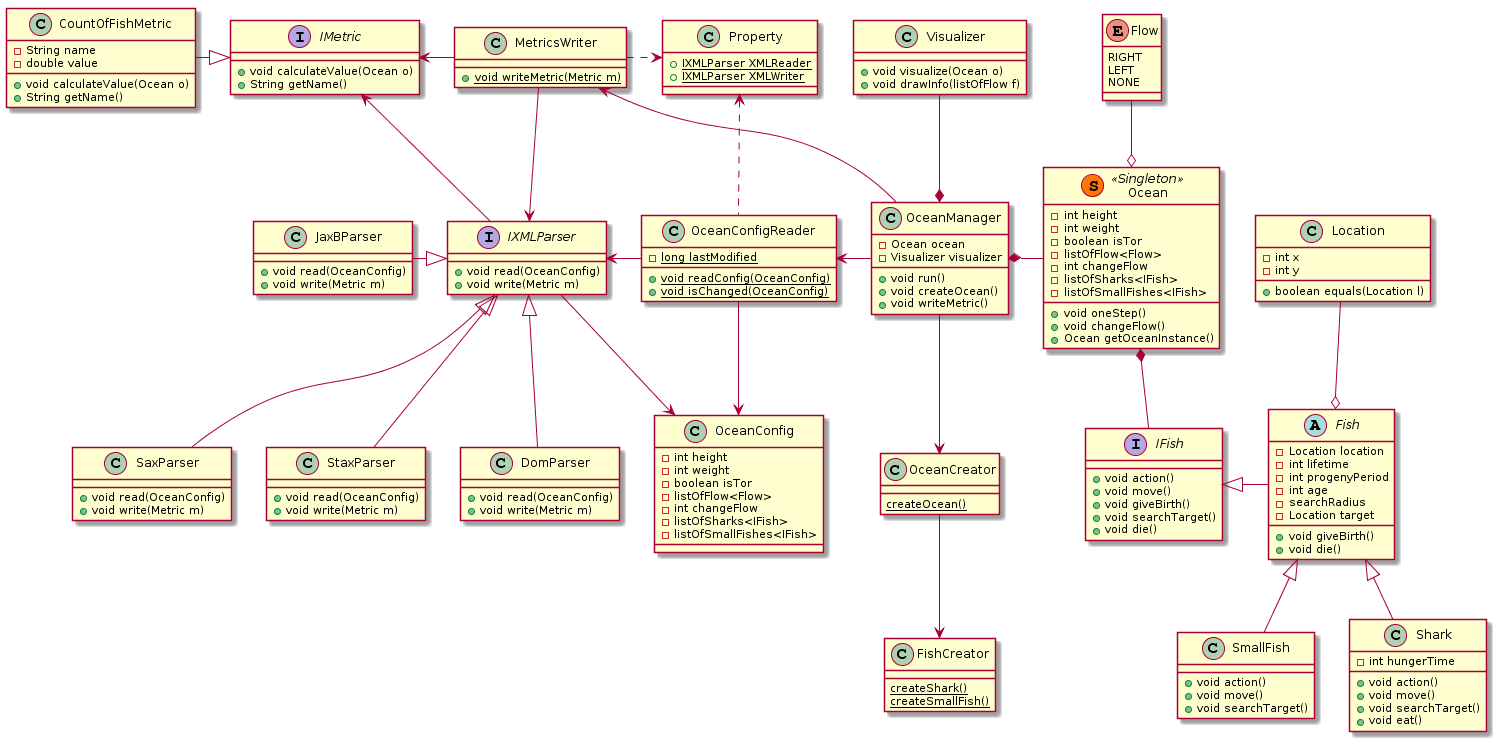 C CountOfFishMetric
String name
double value
void calculateValue(Ocean o)
String getName()
I IMetric
void calculateValue(Ocean o)
String getName()
C MetricsWriter
void writeMetric(Metric m)
C Property
IXMLParser XMLReader
IXMLParser XMLWriter
C Visualizer
void visualize(Ocean o)
void drawInfo(listOfFlow f)
E Flow
RIGHT
LEFT
NONE
C JaxBParser
void read(OceanConfig)
void write(Metric m)
I IXMLParser
void read(OceanConfig)
void write(Metric m)
C OceanConfigReader
long lastModified
void readConfig(OceanConfig)
void isChanged(OceanConfig)
C OceanManager
Ocean ocean
Visualizer visualizer
void run()
void createOcean()
void writeMetric()
S «Singleton»
Ocean
int height
int weight
boolean isTor
listOfFlow<Flow>
int changeFlow
listOfSharks<IFish>
listOfSmallFishes<IFish>
void oneStep()
void changeFlow()
Ocean getOceanInstance()
C Location
int x
int y
boolean equals(Location l)
C SaxParser
void read(OceanConfig)
void write(Metric m)
C StaxParser
void read(OceanConfig)
void write(Metric m)
C DomParser
void read(OceanConfig)
void write(Metric m)
C OceanConfig
int height
int weight
boolean isTor
listOfFlow<Flow>
int changeFlow
listOfSharks<IFish>
listOfSmallFishes<IFish>
C OceanCreator
createOcean()
I IFish
void action()
void move()
void giveBirth()
void searchTarget()
void die()
A Fish
Location location
int lifetime
int progenyPeriod
int age
searchRadius
Location target
void giveBirth()
void die()
C FishCreator
createShark()
createSmallFish()
C SmallFish
void action()
void move()
void searchTarget()
C Shark
int hungerTime
void action()
void move()
void searchTarget()
void eat()